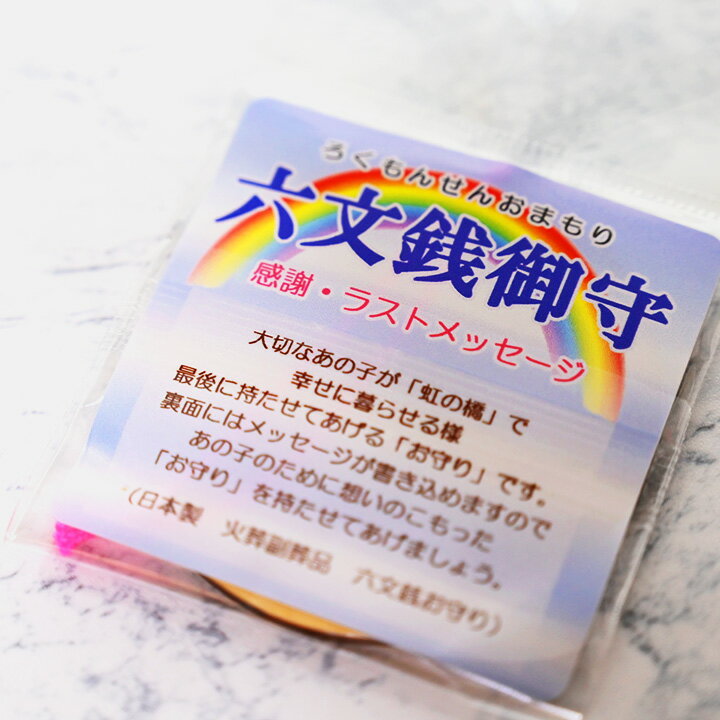 ろくもんせんおまもり
六文銭御守
感謝・ラストメッセージ
大切なあの子が「虹の橋」で
幸せに暮らせる様
最後に持たせてあげる「お守り」です。
裏面にはメッセージが書き込めますので
あの子のために想いのこもった
「お守り」を持たせてあげましょう。
(日本製 火葬副葬品 六文銭お守り)